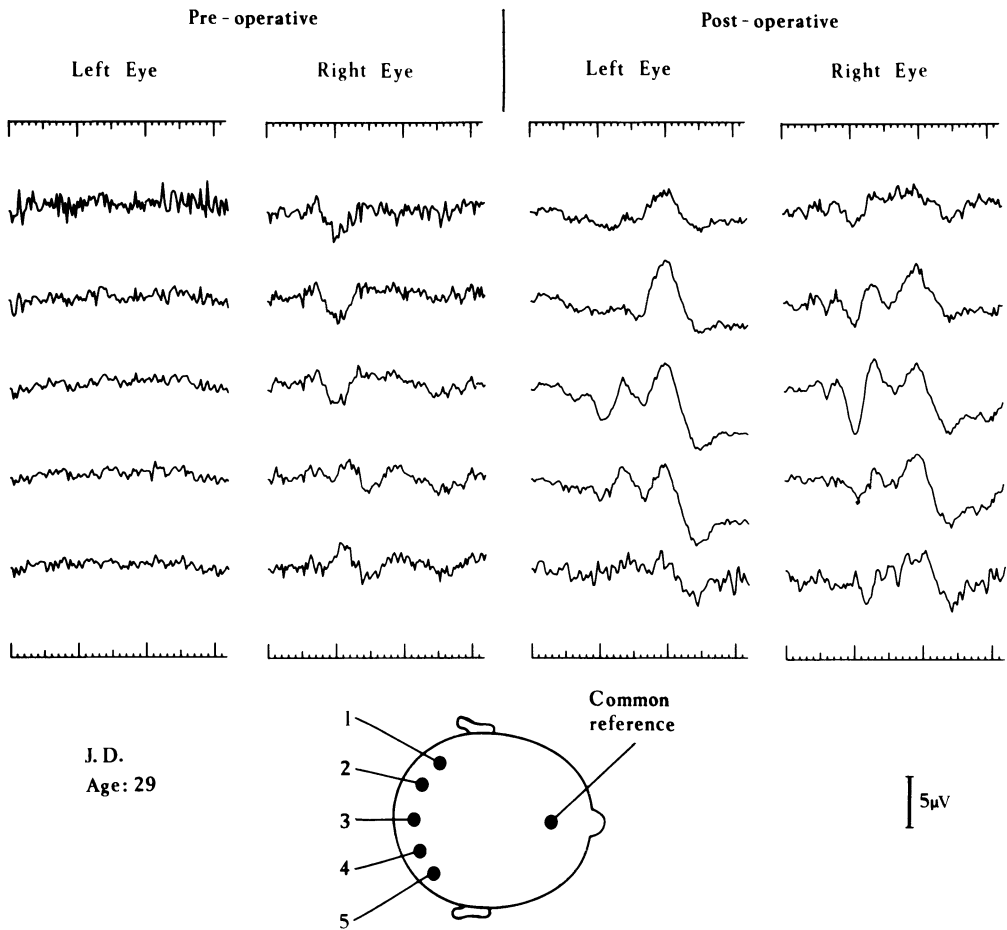 Pre - operative
Post - operative
Left Eye
Right Eye
Left Eye
Right Eye
Common
reference
1
2
3
4
5
J. D.
Age: 29
5µV